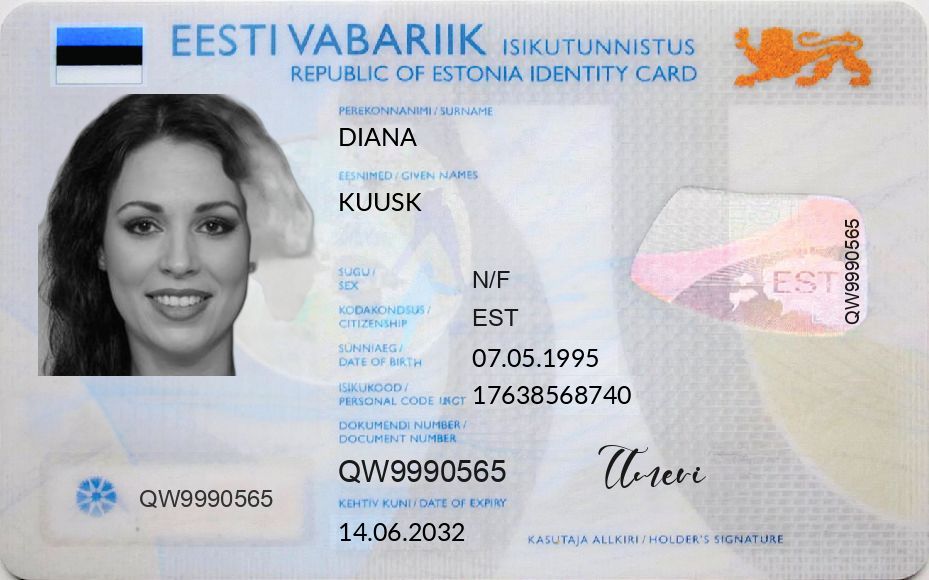 EESTI VABARIIK ISIKUTUNNISTUS
REPUBLIC OF ESTONIA IDENTITY CARD
PEREKONNANIMI / SURNAME
DIANA
EESNIMED / GIVEN NAMES
KUUSK
SUGU /
SEX
N/F
KODAKONDSUS /
CITIZENSHIP
EST
SÜNNIAEG /
DATE OF BIRTH
07.05.1995
ISIKUKOOD /
PERSONAL CODE
17638568740
DOKUMENDI NUMBER /
DOCUMENT NUMBER
QW9990565
KEHTIV KUNI / DATE OF EXPIRY
14.06.2032
QW9990565
EST
QW9990565
KASUTAJA ALLKIRI / HOLDER'S SIGNATURE